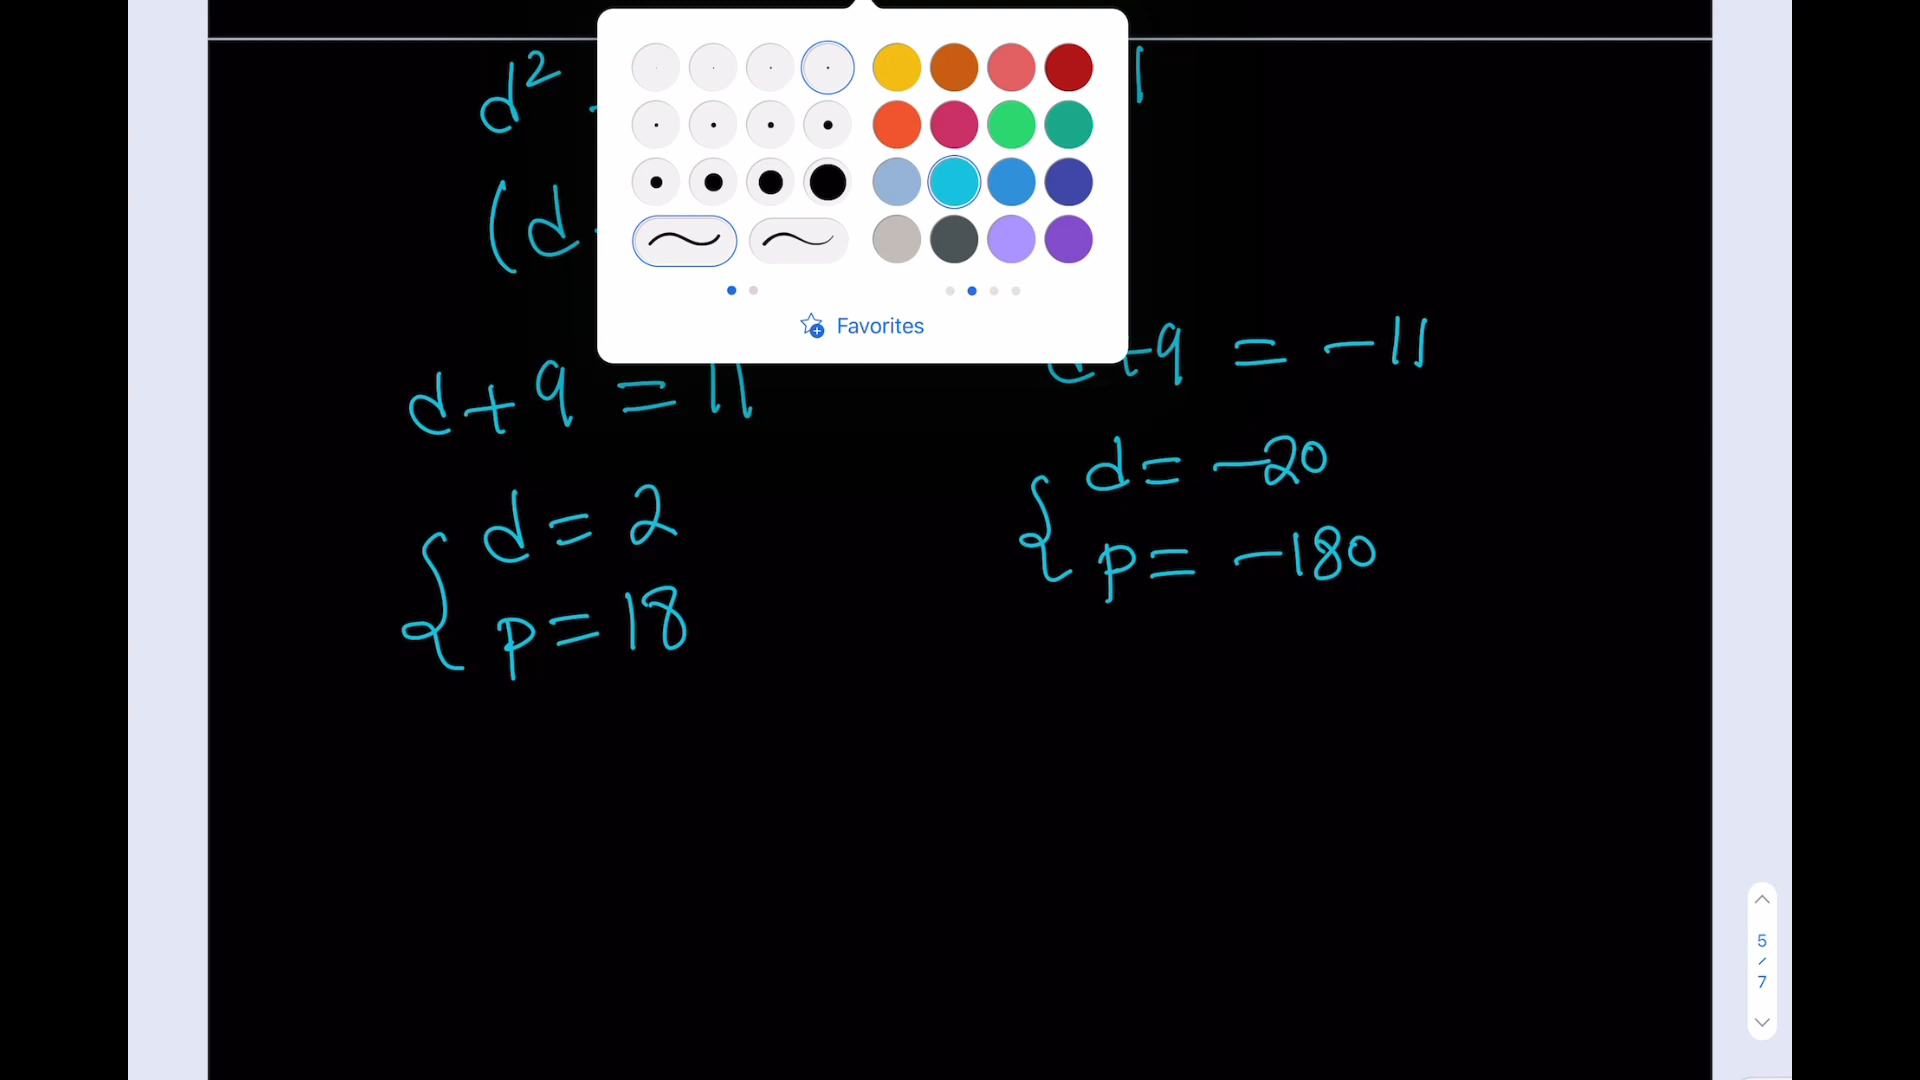 d²
(d
Favorites
d+9 = 11
+9 = -11
d = 2
p = 18
d = -20
p = -180
5
/
7